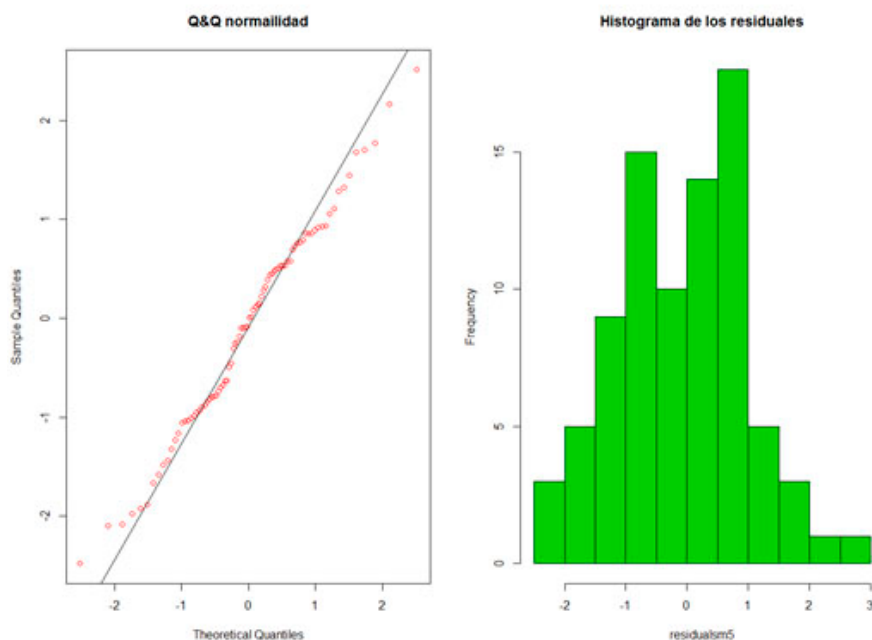 Q&Q normailidad
Sample Quantiles
2
1
0
-1
-2
-2 -1 0 1 2
Theoretical Quantiles
Histograma de los residuales
Frequency
15
10
5
0
-2 -1 0 1 2 3
residualsm5